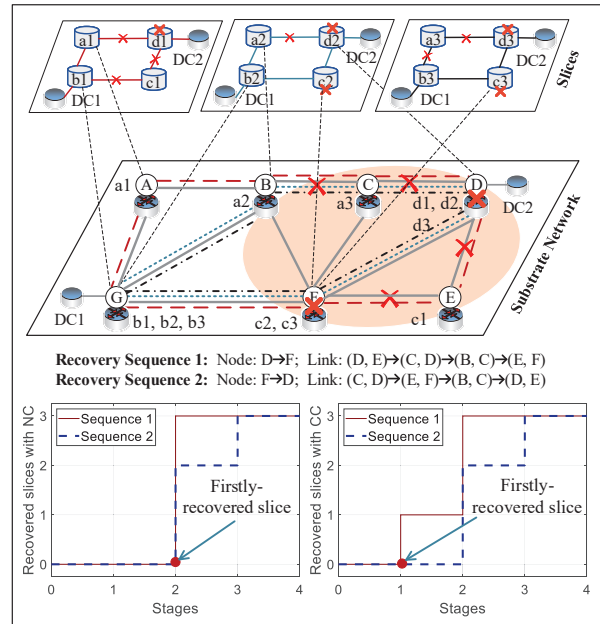 a1 d1 DC2
b1 c1
DC1
a2 d2
b2 c2
a3 d3 DC2
b3 c3
DC1
Slices
A B C D
a1 a2 a3 d1, d2,
d3
DC2
G F E
DC1
b1, b2, b3 c2, c3 c1
Substrate Network
Recovery Sequence 1: Node: D➔F; Link: (D, E)➔(C, D)➔(B, C)➔(E, F)
Recovery Sequence 2: Node: F➔D; Link: (C, D)➔(E, F)➔(B, C)➔(D, E)
Recovered slices with NC
3
2
1
0
Sequence 1
Sequence 2
Firstly-
recovered slice
0 1 2 3 4
Stages
Recovered slices with CC
3
2
1
0
Sequence 1
Sequence 2
Firstly-
recovered slice
0 1 2 3 4
Stages